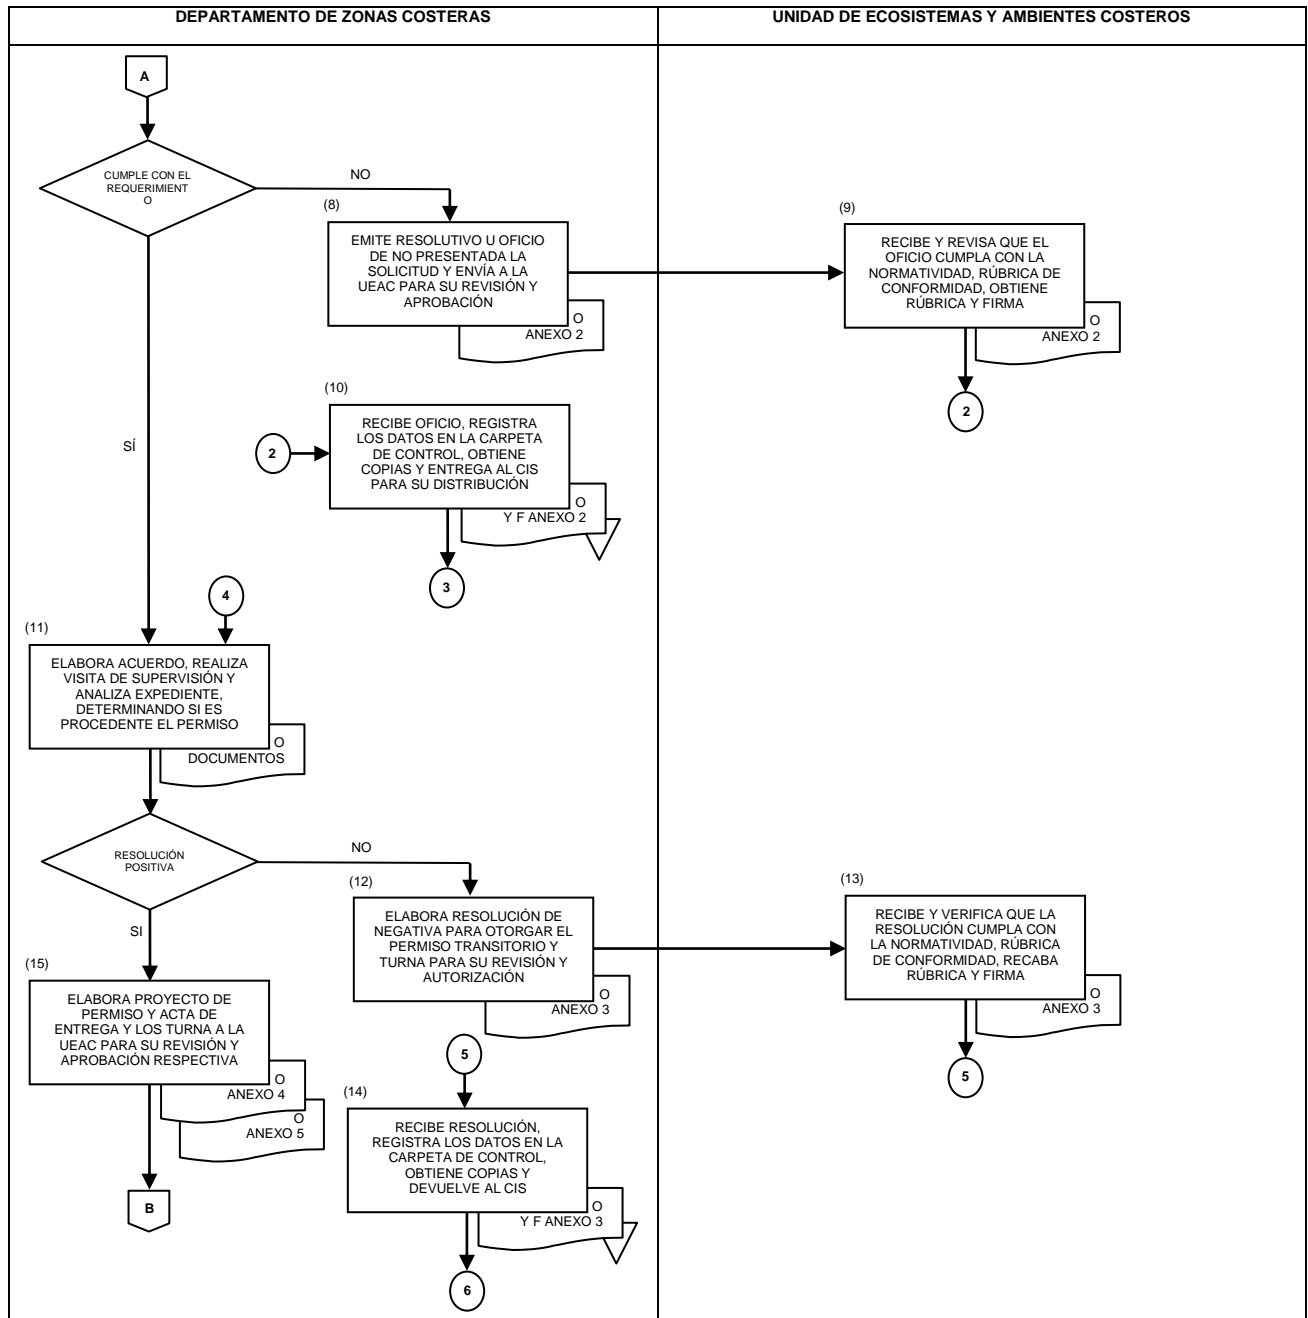 DEPARTAMENTO DE ZONAS COSTERAS
UNIDAD DE ECOSISTEMAS Y AMBIENTES COSTEROS
A
CUMPLE CON EL
REQUERIMIENT
O
NO
(8)
EMITE RESOLUTIVO U OFICIO
DE NO PRESENTADA LA
SOLICITUD Y ENVÍA A LA
UEAC PARA SU REVISIÓN Y
APROBACIÓN
O
ANEXO 2
(9)
RECIBE Y REVISA QUE EL
OFICIO CUMPLA CON LA
NORMATIVIDAD, RÚBRICA DE
CONFORMIDAD, OBTIENE
RÚBRICA Y FIRMA
O
ANEXO 2
2
(10)
2
RECIBE OFICIO, REGISTRA
LOS DATOS EN LA CARPETA
DE CONTROL, OBTIENE
COPIAS Y ENTREGA AL CIS
PARA SU DISTRIBUCIÓN
O
Y F ANEXO 2
3
SÍ
4
(11)
ELABORA ACUERDO, REALIZA
VISITA DE SUPERVISIÓN Y
ANALIZA EXPEDIENTE,
DETERMINANDO SI ES
PROCEDENTE EL PERMISO
O
DOCUMENTOS
RESOLUCIÓN
POSITIVA
NO
(12)
ELABORA RESOLUCIÓN DE
NEGATIVA PARA OTORGAR EL
PERMISO TRANSITORIO Y
TURNA PARA SU REVISIÓN Y
AUTORIZACIÓN
O
ANEXO 3
(13)
RECIBE Y VERIFICA QUE LA
RESOLUCIÓN CUMPLA CON
LA NORMATIVIDAD, RÚBRICA
DE CONFORMIDAD, RECABA
RÚBRICA Y FIRMA
O
ANEXO 3
5
SI
(15)
ELABORA PROYECTO DE
PERMISO Y ACTA DE
ENTREGA Y LOS TURNA A LA
UEAC PARA SU REVISIÓN Y
APROBACIÓN RESPECTIVA
O
ANEXO 4
O
ANEXO 5
B
5
(14)
RECIBE RESOLUCIÓN,
REGISTRA LOS DATOS EN LA
CARPETA DE CONTROL,
OBTIENE COPIAS Y
DEVUELVE AL CIS
O
Y F ANEXO 3
6